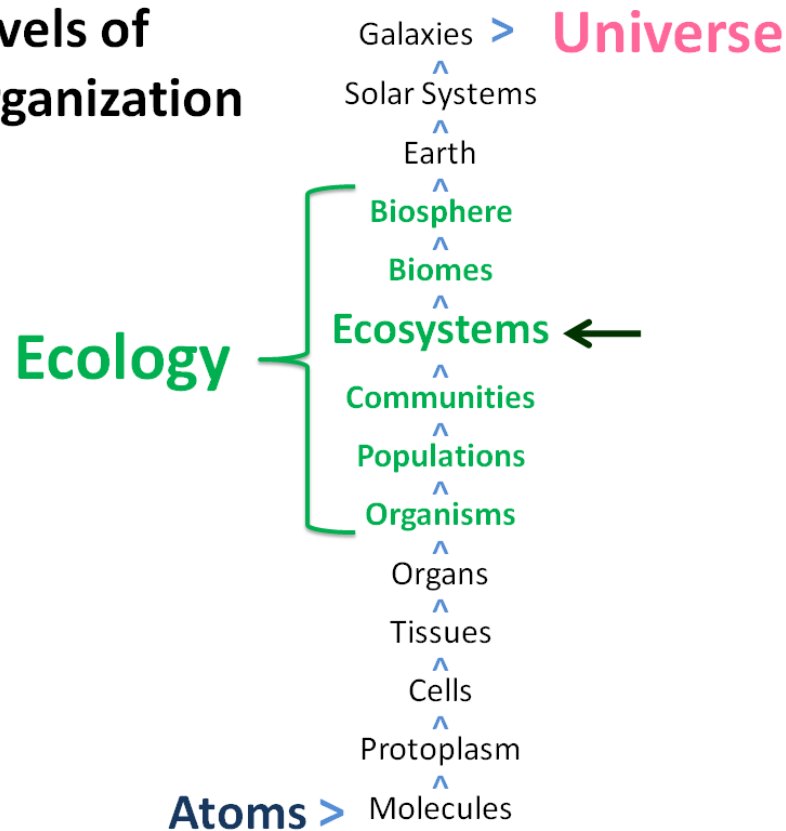 vels of
ganization
Galaxies > Universe
^
Solar Systems
^
Earth
^
Biosphere
^
Biomes
^
Ecosystems
^
Ecology
Communities
^
Populations
^
Organisms
^
Organs
^
Tissues
^
Cells
^
Protoplasm
^
Atoms > Molecules